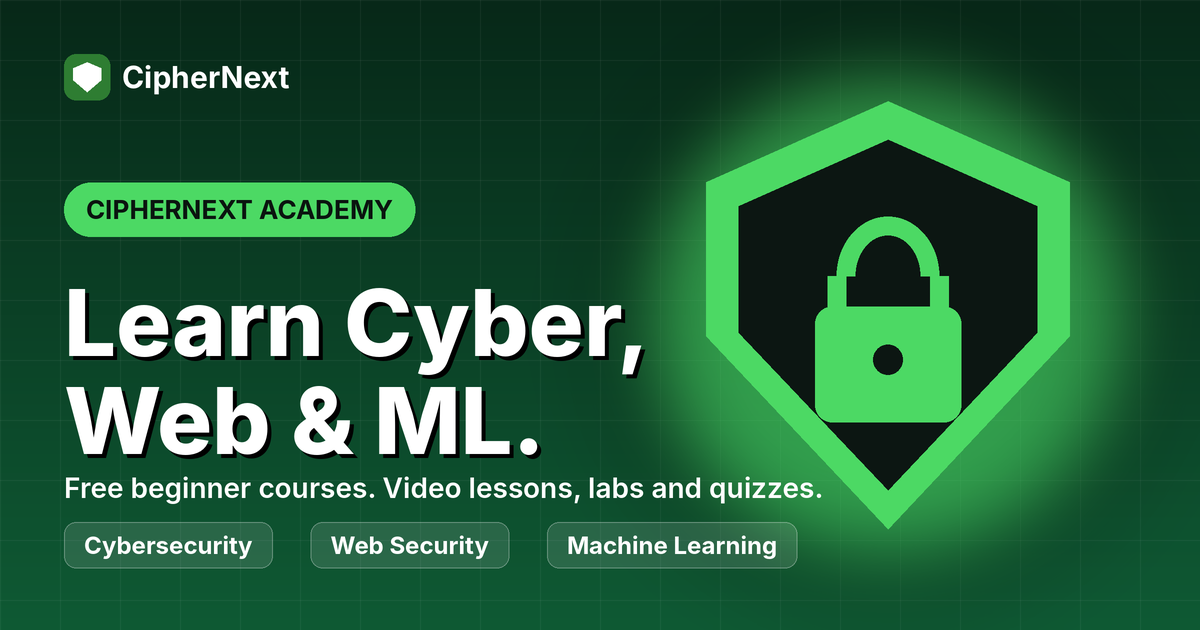 CipherNext
CIPHERNEXT ACADEMY
Learn Cyber,
Web & ML.
Free beginner courses. Video lessons, labs and quizzes.
Cybersecurity
Web Security
Machine Learning